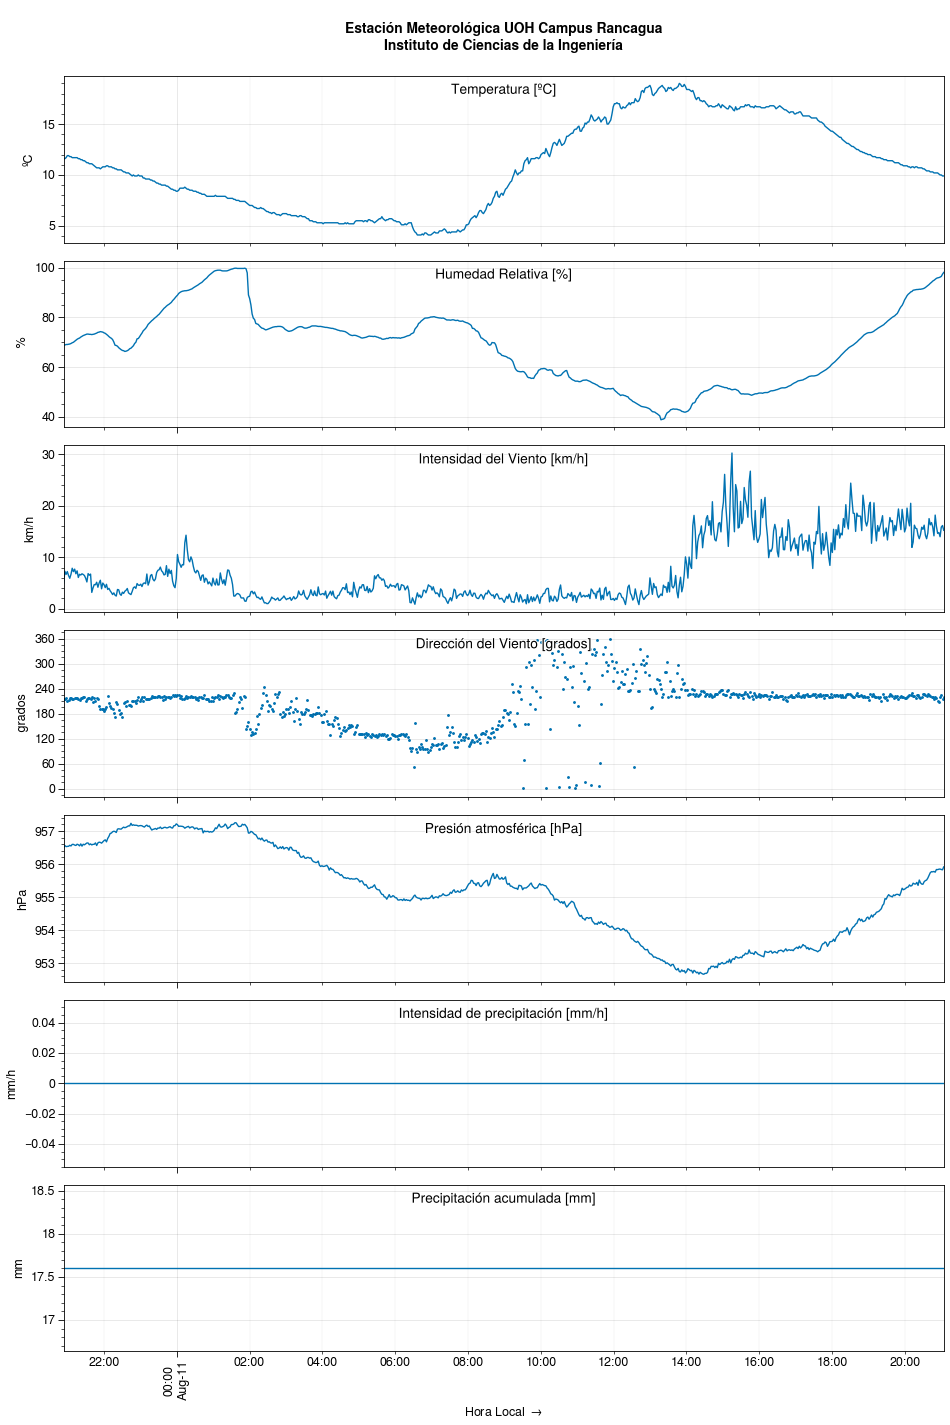 Estación Meteorológica UOH Campus Rancagua
Instituto de Ciencias de la Ingeniería
Temperatura [ºC]
ºC
15
10
5
Humedad Relativa [%]
%
100
80
60
40
Intensidad del Viento [km/h]
km/h
30
20
10
0
Dirección del Viento [grados]
grados
360
300
240
180
120
60
0
Presión atmosférica [hPa]
hPa
957
956
955
954
953
Intensidad de precipitación [mm/h]
mm/h
0.04
0.02
0
−0.02
−0.04
Precipitación acumulada [mm]
mm
18.5
18
17.5
17
22:00
00:00
Aug-11
02:00
04:00
06:00
08:00
10:00
12:00
14:00
16:00
18:00
20:00
Hora Local →